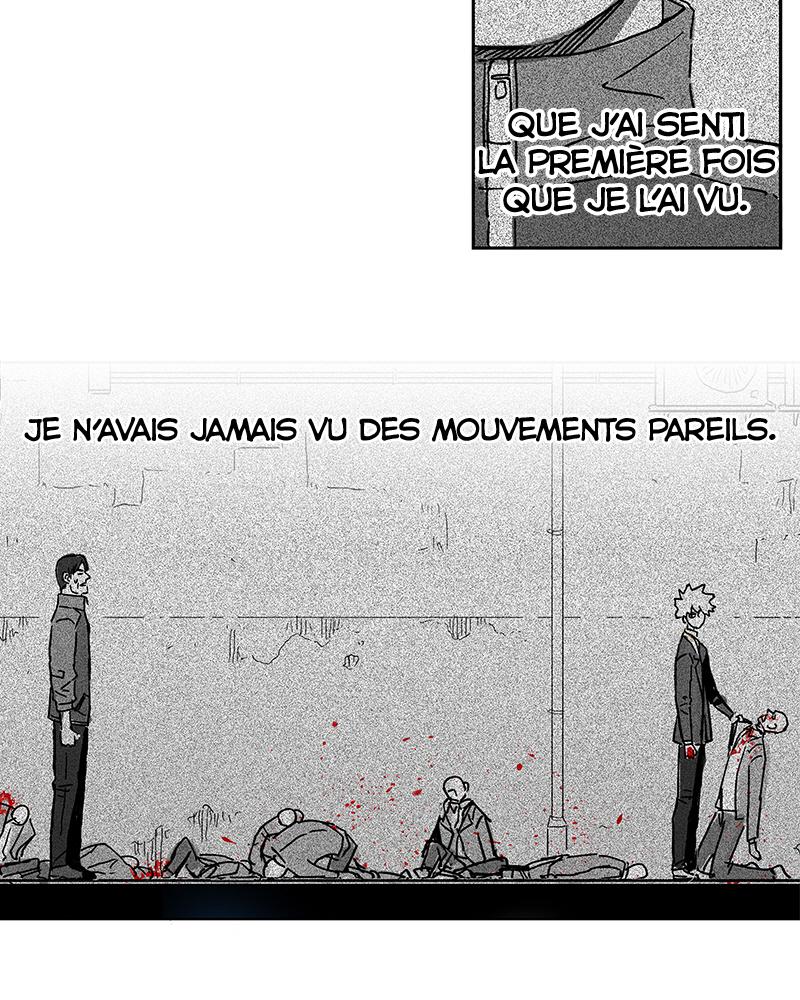 QUE J'AI SENTI
LA PREMIÈRE FOIS
QUE JE L'AI VU.
JE N'AVAIS JAMAIS VU DES MOUVEMENTS PAREILS.